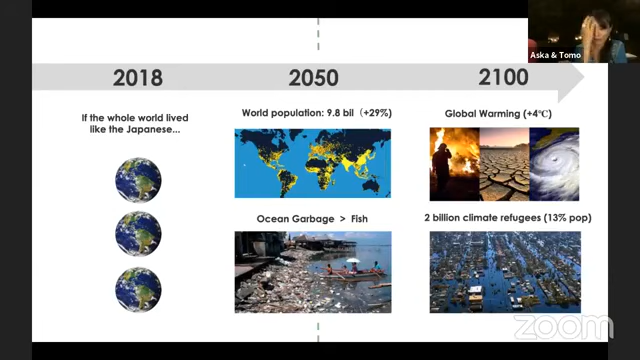 Aska & Tomo
2018
2050
2100
If the whole world lived
like the Japanese...
World population: 9.8 bil（+29%）
Global Warming (+4℃)
Ocean Garbage > Fish
2 billion climate refugees (13% pop)
zoom